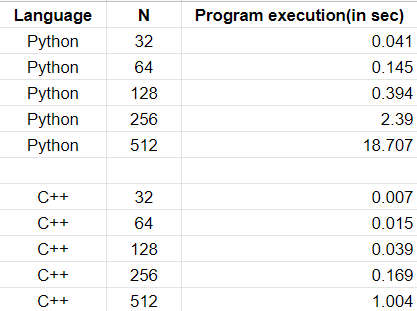 Language N Program execution(in sec)
Python 32 0.041
Python 64 0.145
Python 128 0.394
Python 256 2.39
Python 512 18.707
C++ 32 0.007
C++ 64 0.015
C++ 128 0.039
C++ 256 0.169
C++ 512 1.004